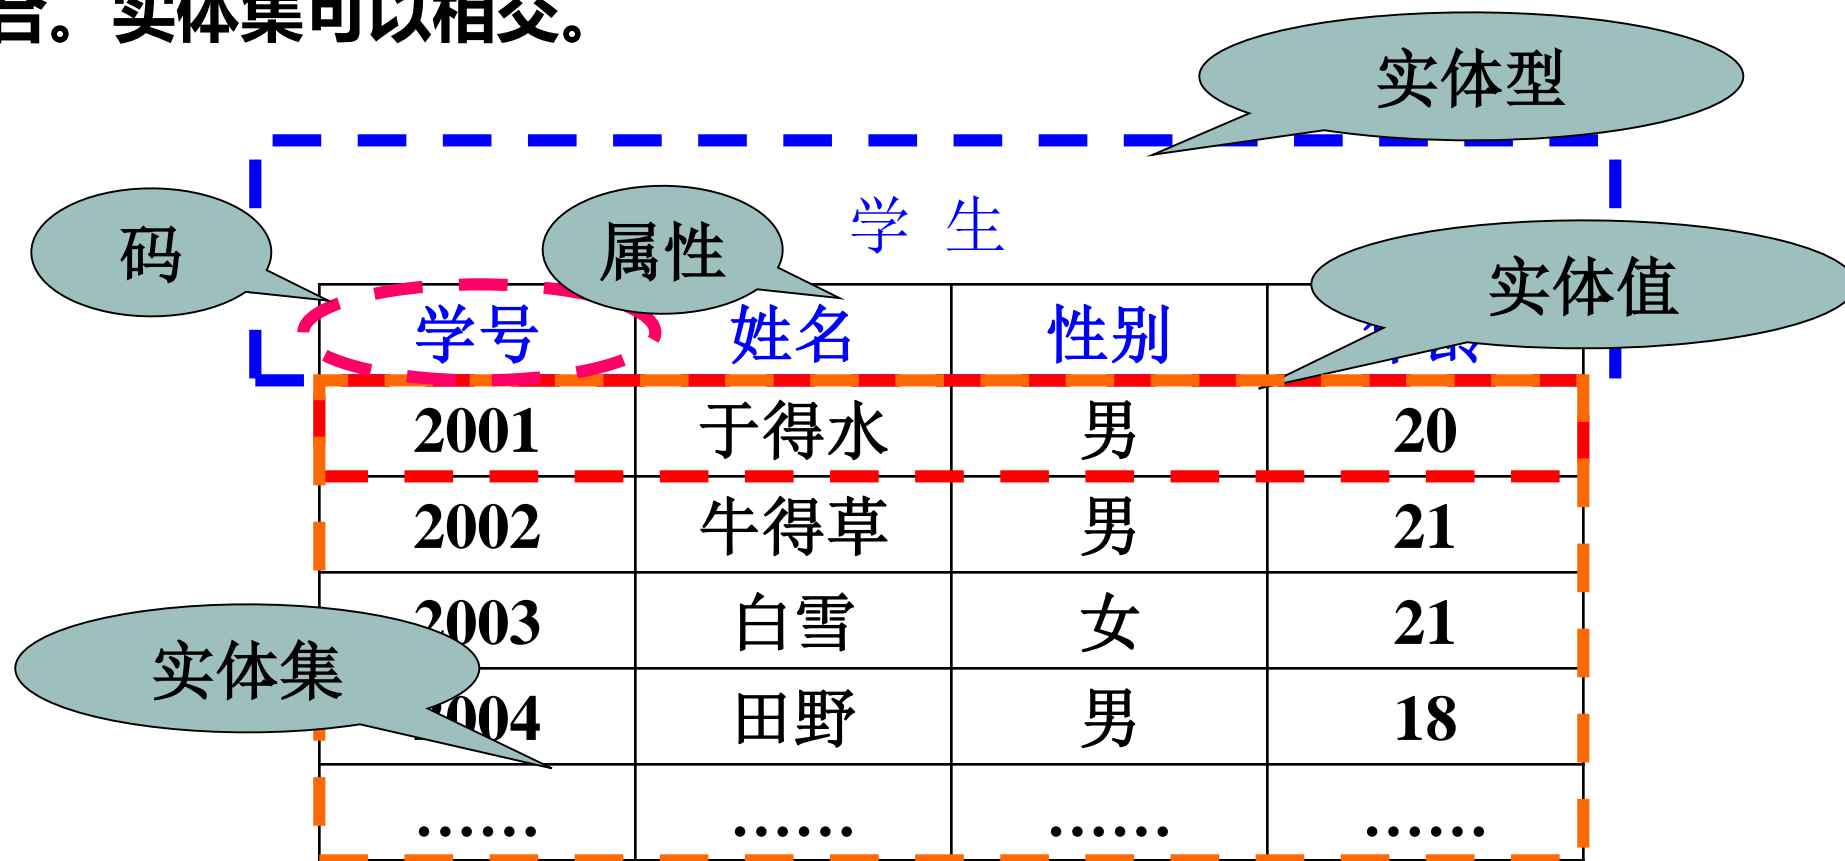 。实体集可以相交。
实体型
学 生
码
属性
实体值
学号 姓名 性别
2001 于得水 男 20
2002 牛得草 男 21
2003 白雪 女 21
实体集
004 田野 男 18
…… …… …… ……